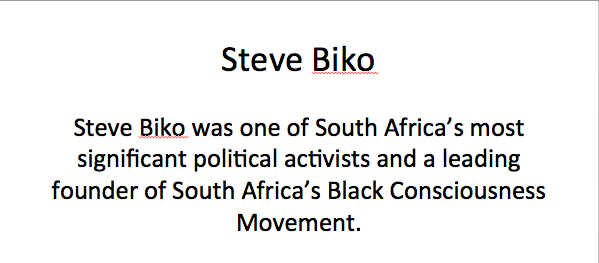 Steve Biko
Steve Biko was one of South Africa’s most
significant political activists and a leading
founder of South Africa’s Black Consciousness
Movement.